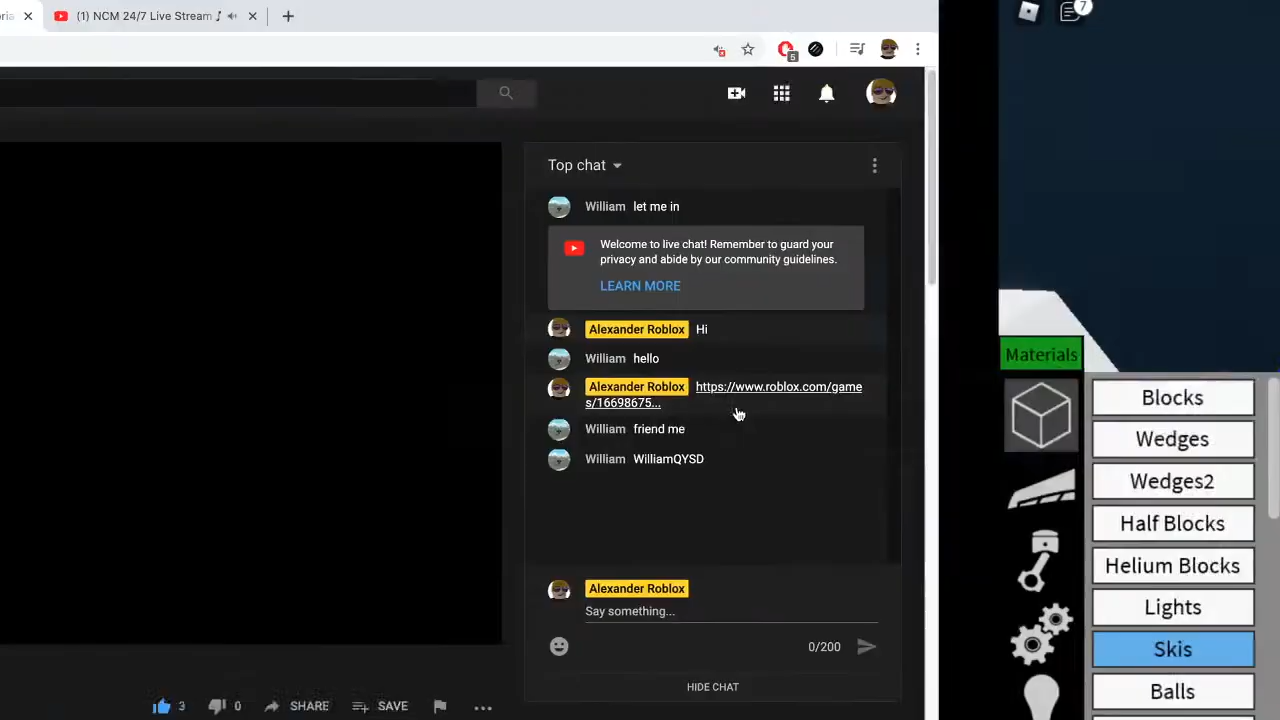 (1) NCM 24/7 Live Stream
7
5
Top chat
William let me in
Welcome to live chat! Remember to guard your
privacy and abide by our community guidelines.
LEARN MORE
Alexander Roblox Hi
William hello
Alexander Roblox https://www.roblox.com/game
s/16698675...
William friend me
William WilliamQYSD
Alexander Roblox
Say something...
0/200
HIDE CHAT
3
0
SHARE
SAVE
Materials
Blocks
Wedges
Wedges2
Half Blocks
Helium Blocks
Lights
Skis
Balls